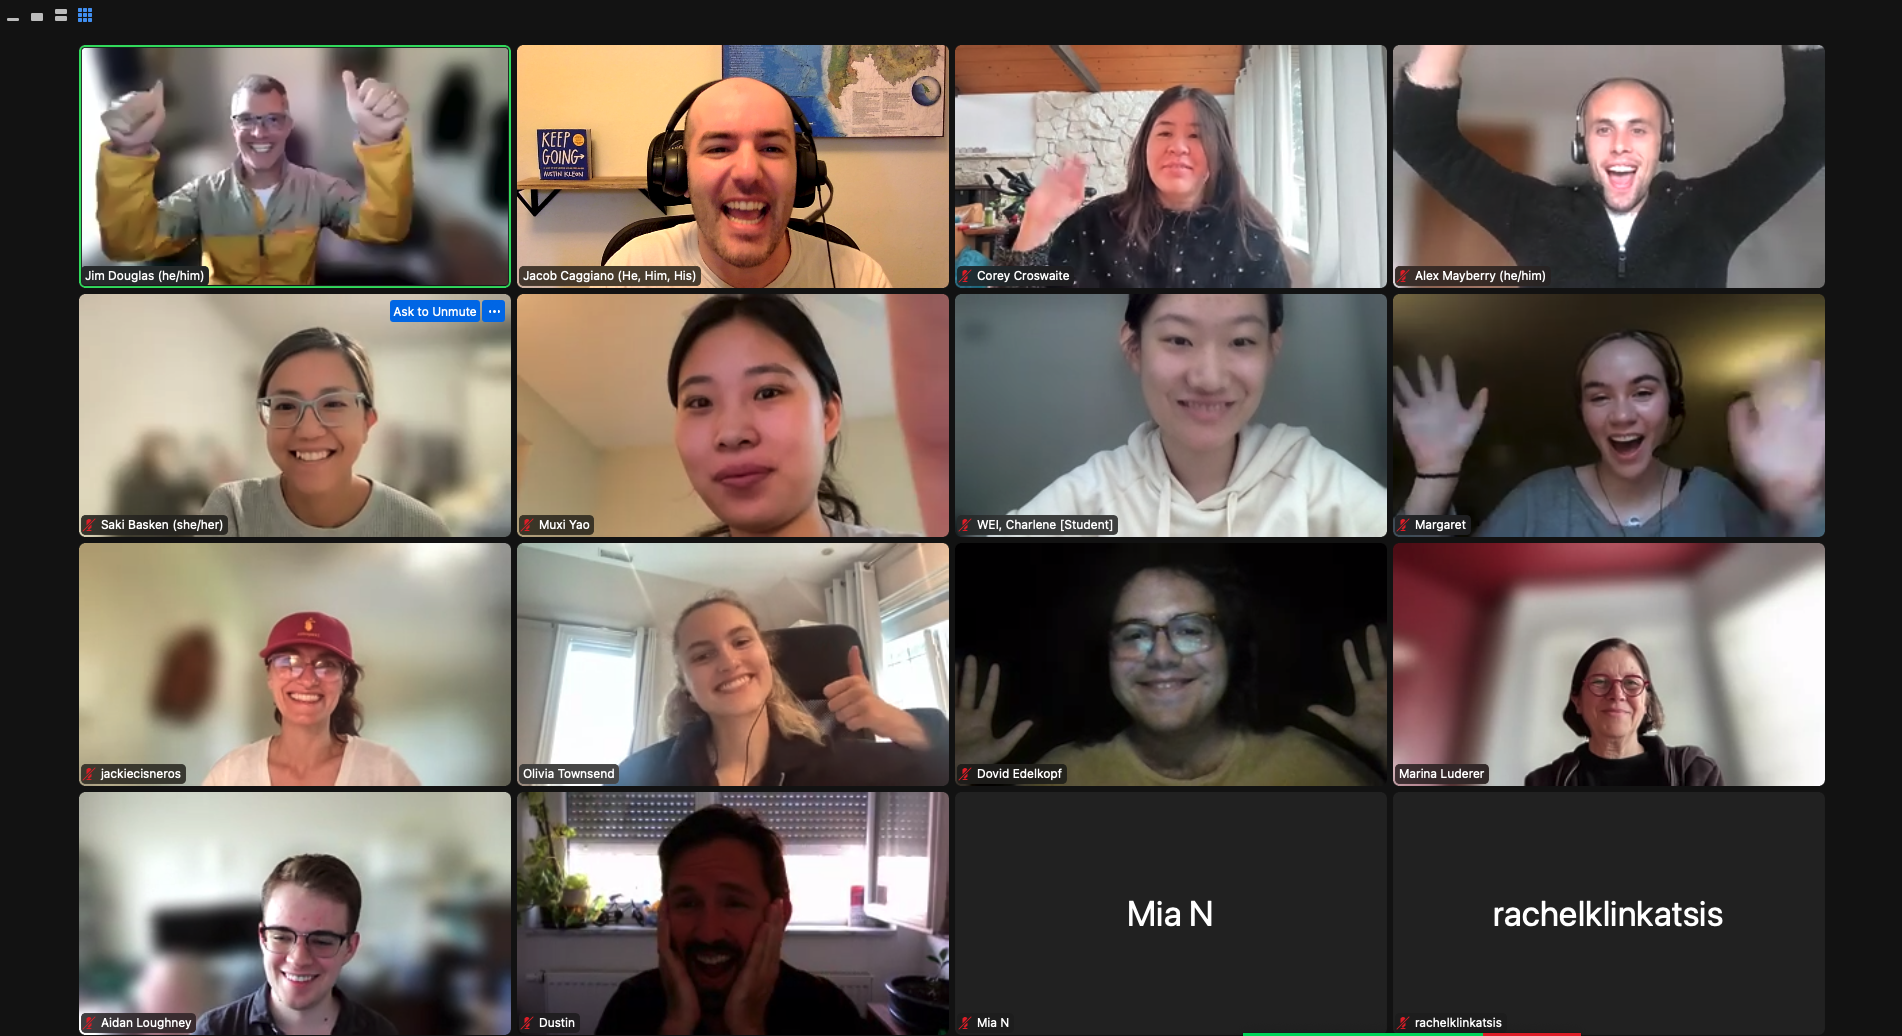 KEEP
GOING
AUSTIN KLEON
Jim Douglas (he/him)
Jacob Caggiano (He, Him, His)
Corey Croswaite
Alex Mayberry (he/him)
Ask to Unmute
Saki Basken (she/her)
Muxi Yao
WEI, Charlene [Student]
Margaret
jackiecisneros
Olivia Townsend
Dovid Edelkopf
Marina Luderer
Mia N
rachelklinkatsis
Aidan Loughney
Dustin
Mia N
rachelklinkatsis